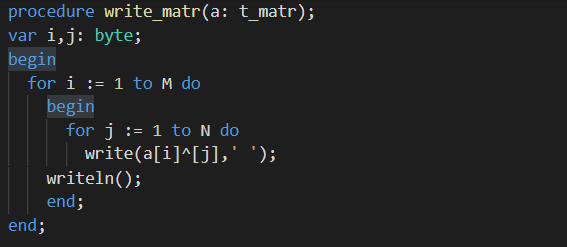 procedure write_matr(a: t_matr);
var i,j: byte;
begin
  for i := 1 to M do
    begin
      for j := 1 to N do
        write(a[i]^[j],' ');
    writeln();
    end;
end;